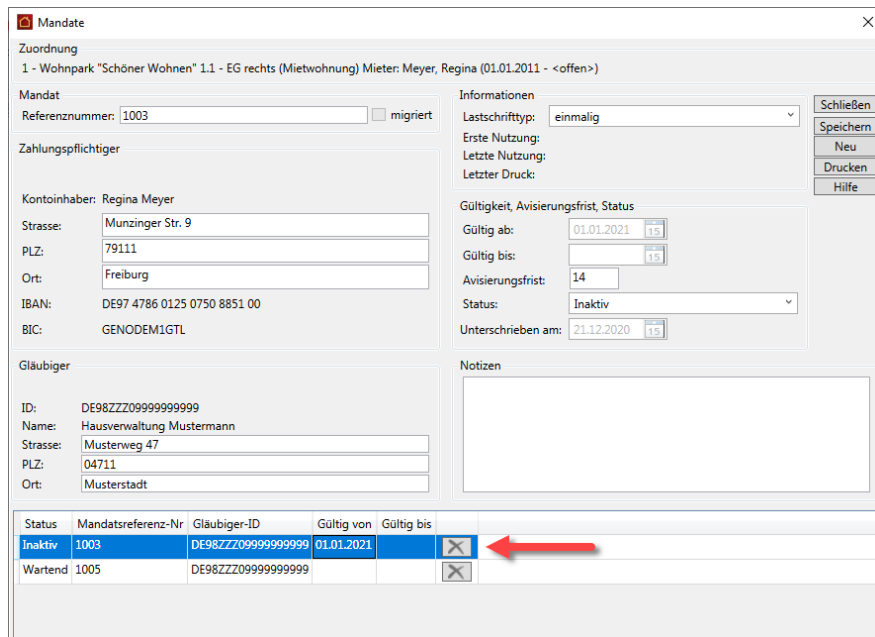 Mandate
Zuordnung
1 - Wohnpark "Schöner Wohnen" 1.1 - EG rechts (Mietwohnung) Mieter: Meyer, Regina (01.01.2011 - <offen>)
Mandat
Referenznummer: 1003 migriert
Zahlungspflichtiger
Kontoinhaber: Regina Meyer
Strasse: Munzinger Str. 9
PLZ: 79111
Ort: Freiburg
IBAN: DE97 4786 0125 0750 8851 00
BIC: GENODEM1GTL
Gläubiger
ID: DE98ZZZ09999999999
Name: Hausverwaltung Mustermann
Strasse: Musterweg 47
PLZ: 04711
Ort: Musterstadt
Informationen
Lastschrifttyp: einmalig
Erste Nutzung:
Letzte Nutzung:
Letzter Druck:
Gültigkeit, Avisierungsfrist, Status
Gültig ab: 01.01.2021 15
Gültig bis: 15
Avisierungsfrist: 14
Status: Inaktiv
Unterschrieben am: 21.12.2020 15
Notizen
Schließen
Speichern
Neu
Drucken
Hilfe
Status Mandatsreferenz-Nr Gläubiger-ID Gültig von Gültig bis
Inaktiv 1003 DE98ZZZ09999999999 01.01.2021
Wartend 1005 DE98ZZZ09999999999